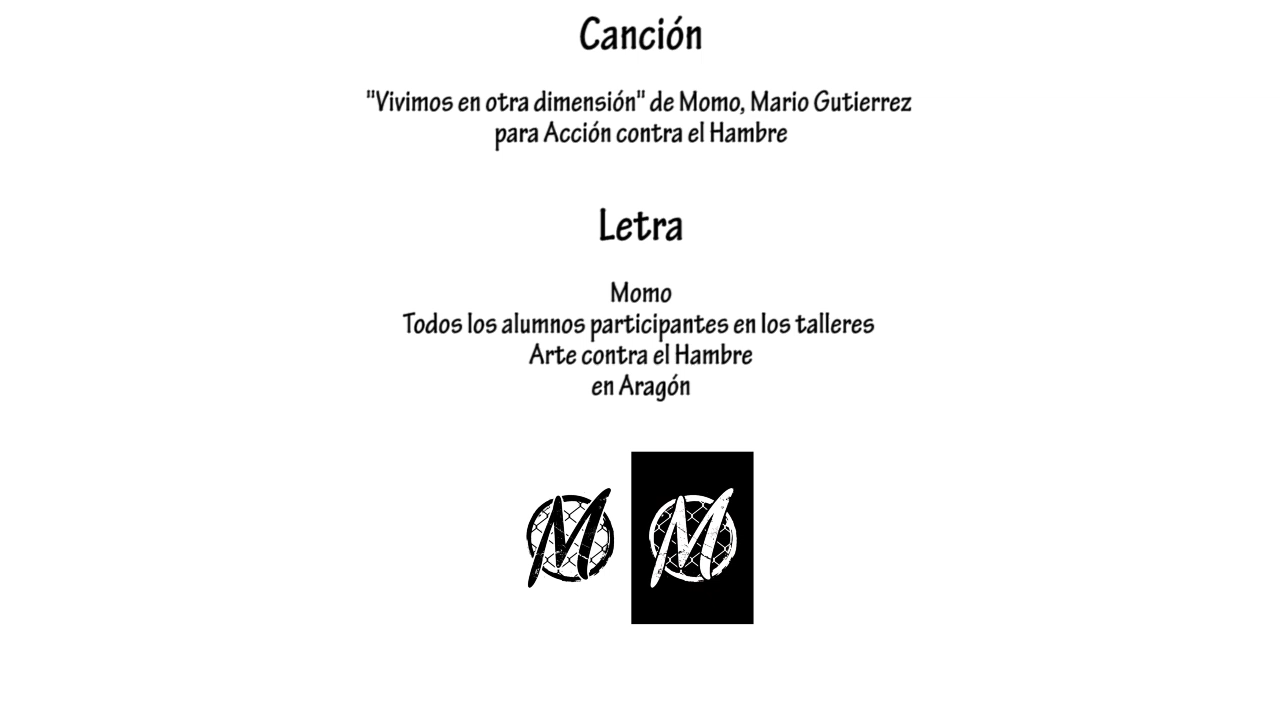 Canción
"Vivimos en otra dimensión" de Momo, Mario Gutierrez
para Acción contra el Hambre
Letra
Momo
Todos los alumnos participantes en los talleres
Arte contra el Hambre
en Aragón
M M